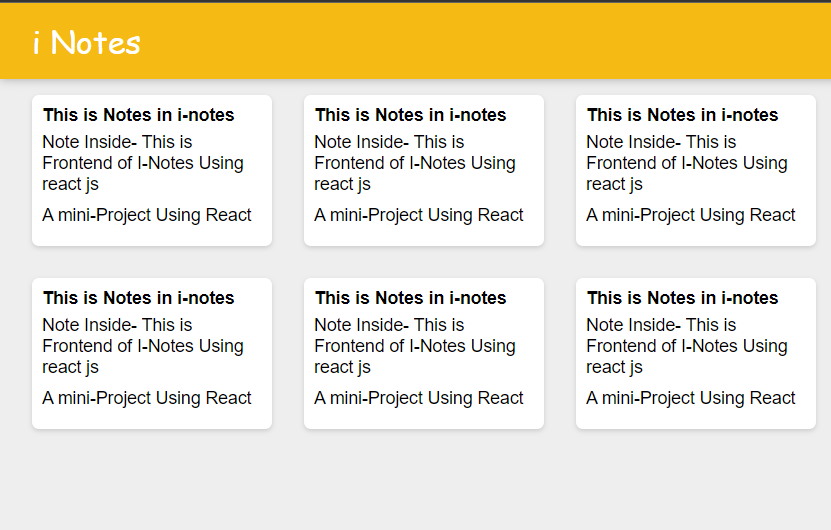 i Notes
This is Notes in i-notes
Note Inside- This is
Frontend of I-Notes Using
react js
A mini-Project Using React
This is Notes in i-notes
Note Inside- This is
Frontend of I-Notes Using
react js
A mini-Project Using React
This is Notes in i-notes
Note Inside- This is
Frontend of I-Notes Using
react js
A mini-Project Using React
This is Notes in i-notes
Note Inside- This is
Frontend of I-Notes Using
react js
A mini-Project Using React
This is Notes in i-notes
Note Inside- This is
Frontend of I-Notes Using
react js
A mini-Project Using React
This is Notes in i-notes
Note Inside- This is
Frontend of I-Notes Using
react js
A mini-Project Using React